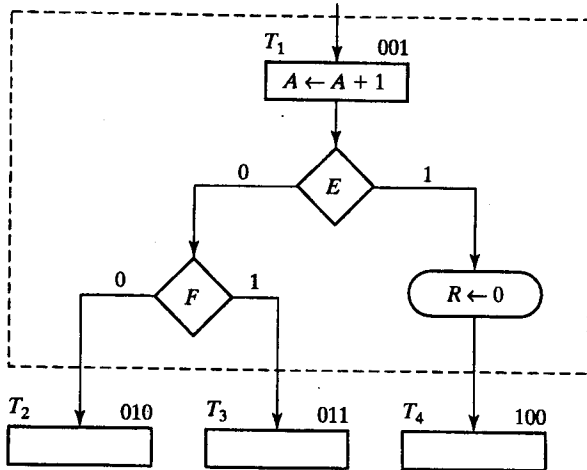 T1 001
A ← A + 1
0 E 1
0 F 1 R ← 0
T2 010 T3 011 T4 100